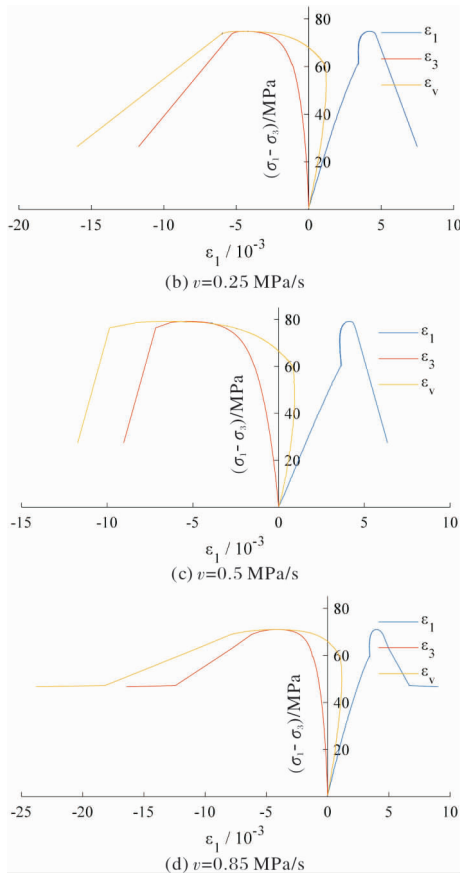 80
60
40
20
(σ₁- σ₃)/MPa
ε₁
ε₃
εᵥ
-20 -15 -10 -5 0 5 10
ε₁ / 10⁻³
(b) v=0.25 MPa/s
80
60
40
20
(σ₁- σ₃)/MPa
ε₁
ε₃
εᵥ
-15 -10 -5 0 5 10
ε₁ / 10⁻³
(c) v=0.5 MPa/s
80
60
40
20
(σ₁- σ₃)/MPa
ε₁
ε₃
εᵥ
-25 -20 -15 -10 -5 0 5
ε₁ / 10⁻³
(d) v=0.85 MPa/s